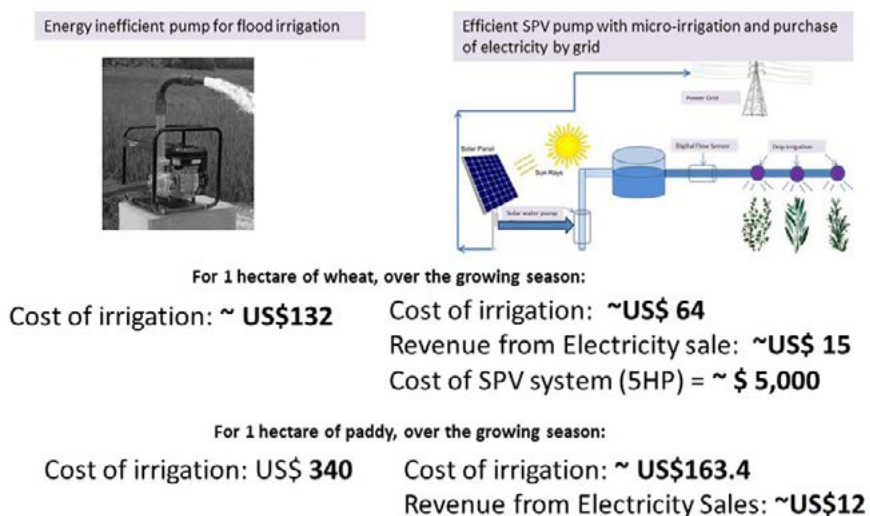 Energy inefficient pump for flood irrigation
Efficient SPV pump with micro-irrigation and purchase
of electricity by grid
Power Grid
Solar Panel
Sun Rays
Digital Flow Sensor
Drip Irrigation
Solar water pump
For 1 hectare of wheat, over the growing season:
Cost of irrigation: ~ US$132
Cost of irrigation: ~US$ 64
Revenue from Electricity sale: ~US$ 15
Cost of SPV system (5HP) = ~ $ 5,000
For 1 hectare of paddy, over the growing season:
Cost of irrigation: US$ 340
Cost of irrigation: ~ US$163.4
Revenue from Electricity Sales: ~US$12